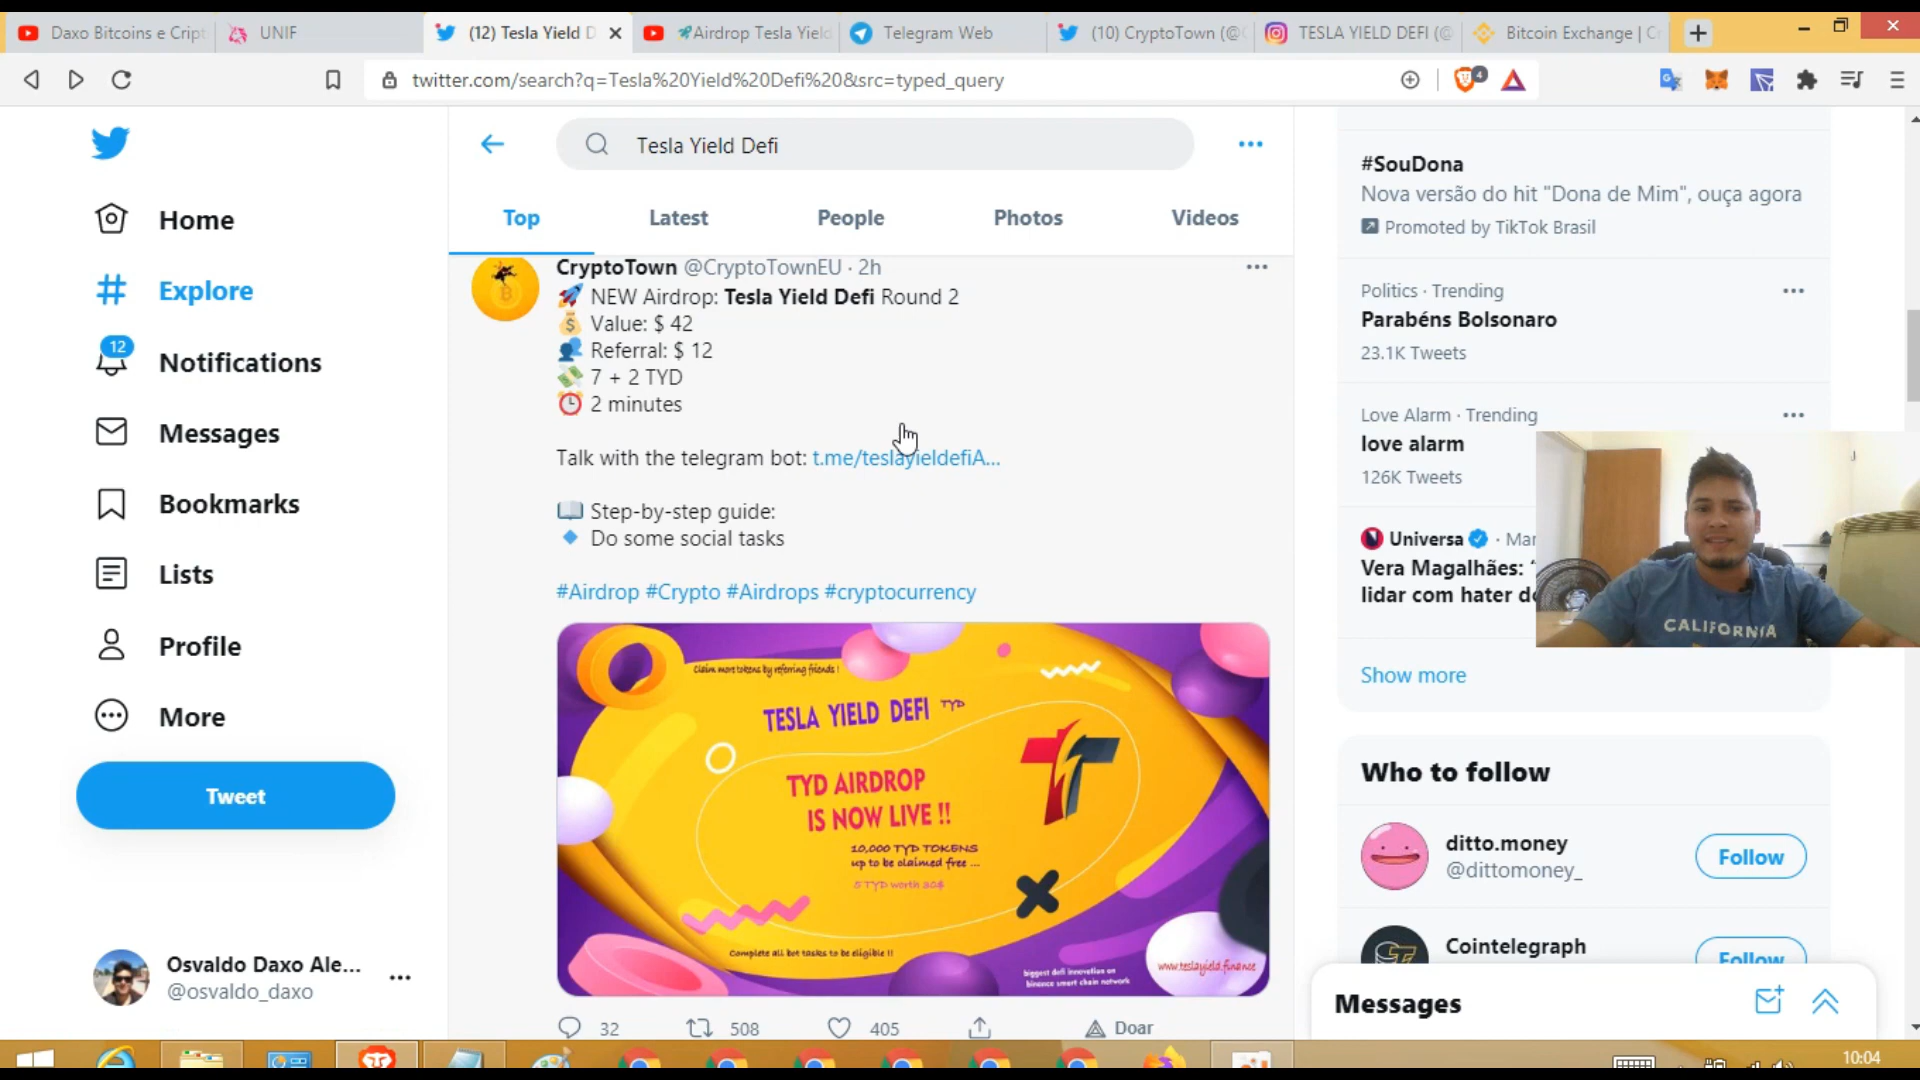 Daxo Bitcoins e Cript
UNIF
(12) Tesla Yield D
Airdrop Tesla Yield
Telegram Web
(10) CryptoTown (@C
TESLA YIELD DEFI (@
Bitcoin Exchange | C
twitter.com/search?q=Tesla%20Yield%20Defi%20&src=typed_query
4
Home
Explore
12
Notifications
Messages
Bookmarks
Lists
Profile
More
Tweet
Osvaldo Daxo Ale...
@osvaldo_daxo
Tesla Yield Defi
Top
Latest
People
Photos
Videos
CryptoTown @CryptoTownEU · 2h
NEW Airdrop: Tesla Yield Defi Round 2
Value: $ 42
Referral: $ 12
7 + 2 TYD
2 minutes
Talk with the telegram bot: t.me/teslayieldefiA...
Step-by-step guide:
Do some social tasks
#Airdrop #Crypto #Airdrops #cryptocurrency
Claim more tokens by referring friends !
TESLA YIELD DEFI TYD
TYD AIRDROP
IS NOW LIVE !!
10,000 TYD TOKENS
up to be claimed free ...
5 TYD worth 30$
Complete all bot tasks to be eligible !!
biggest defi innovation on
binance smart chain network
www.teslayield.finance
32
508
405
Doar
#SouDona
Nova versão do hit "Dona de Mim", ouça agora
Promoted by TikTok Brasil
Politics · Trending
Parabéns Bolsonaro
23.1K Tweets
Love Alarm · Trending
love alarm
126K Tweets
Universa · Mar
Vera Magalhães: “
lidar com hater d
Show more
CALIFORNIA
Who to follow
ditto.money
@dittomoney_
Follow
Cointelegraph
Follow
Messages
10:04